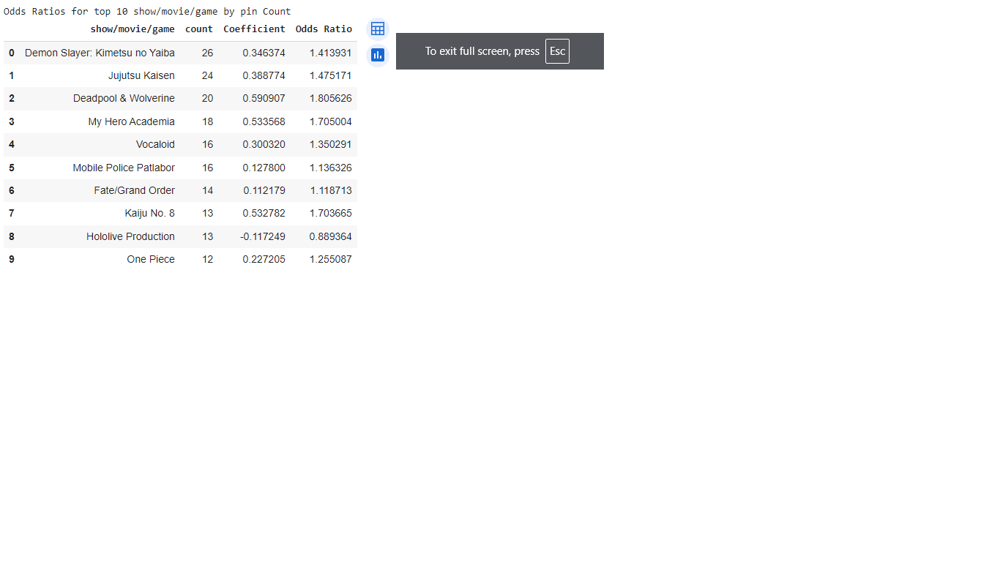 Odds Ratios for top 10 show/movie/game by pin Count
show/movie/game count Coefficient Odds Ratio
0 Demon Slayer: Kimetsu no Yaiba 26 0.346374 1.413931
1 Jujutsu Kaisen 24 0.388774 1.475171
2 Deadpool & Wolverine 20 0.590907 1.805626
3 My Hero Academia 18 0.533568 1.705004
4 Vocaloid 16 0.300320 1.350291
5 Mobile Police Patlabor 16 0.127800 1.136326
6 Fate/Grand Order 14 0.112179 1.118713
7 Kaiju No. 8 13 0.532782 1.703665
8 Hololive Production 13 -0.117249 0.889364
9 One Piece 12 0.227205 1.255087
To exit full screen, press Esc